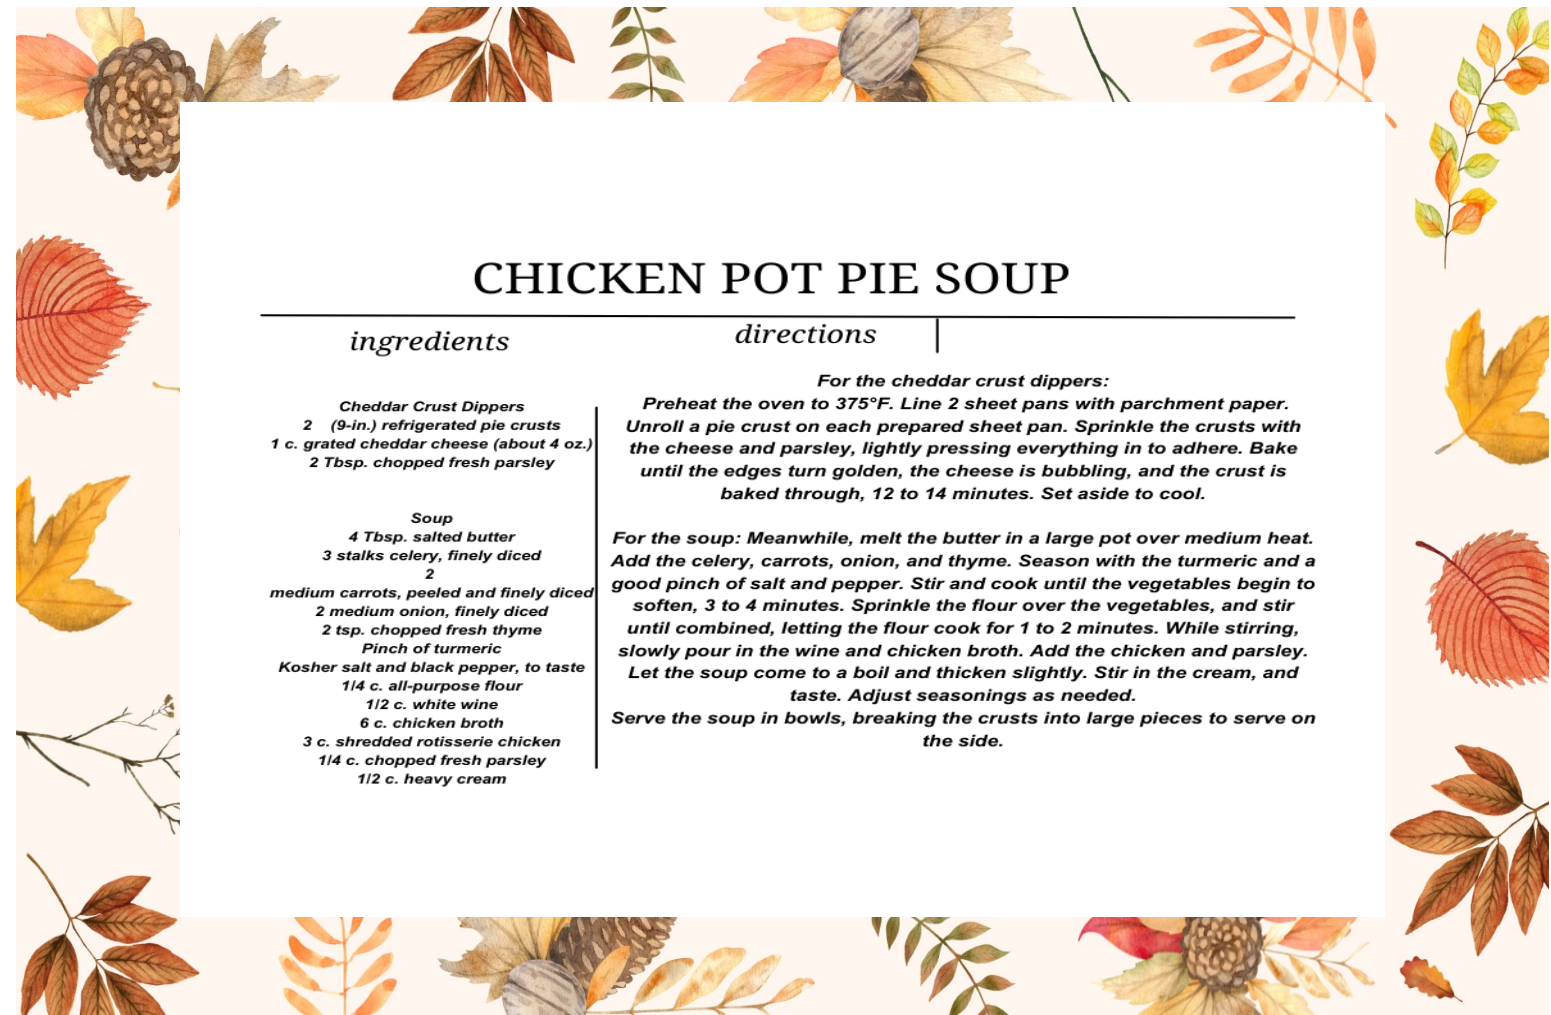 CHICKEN POT PIE SOUP
ingredients
Cheddar Crust Dippers
2 (9-in.) refrigerated pie crusts
1 c. grated cheddar cheese (about 4 oz.)
2 Tbsp. chopped fresh parsley
Soup
4 Tbsp. salted butter
3 stalks celery, finely diced
2
medium carrots, peeled and finely diced
2 medium onion, finely diced
2 tsp. chopped fresh thyme
Pinch of turmeric
Kosher salt and black pepper, to taste
1/4 c. all-purpose flour
1/2 c. white wine
6 c. chicken broth
3 c. shredded rotisserie chicken
1/4 c. chopped fresh parsley
1/2 c. heavy cream
directions
For the cheddar crust dippers:
Preheat the oven to 375°F. Line 2 sheet pans with parchment paper.
Unroll a pie crust on each prepared sheet pan. Sprinkle the crusts with
the cheese and parsley, lightly pressing everything in to adhere. Bake
until the edges turn golden, the cheese is bubbling, and the crust is
baked through, 12 to 14 minutes. Set aside to cool.
For the soup: Meanwhile, melt the butter in a large pot over medium heat.
Add the celery, carrots, onion, and thyme. Season with the turmeric and a
good pinch of salt and pepper. Stir and cook until the vegetables begin to
soften, 3 to 4 minutes. Sprinkle the flour over the vegetables, and stir
until combined, letting the flour cook for 1 to 2 minutes. While stirring,
slowly pour in the wine and chicken broth. Add the chicken and parsley.
Let the soup come to a boil and thicken slightly. Stir in the cream, and
taste. Adjust seasonings as needed.
Serve the soup in bowls, breaking the crusts into large pieces to serve on
the side.